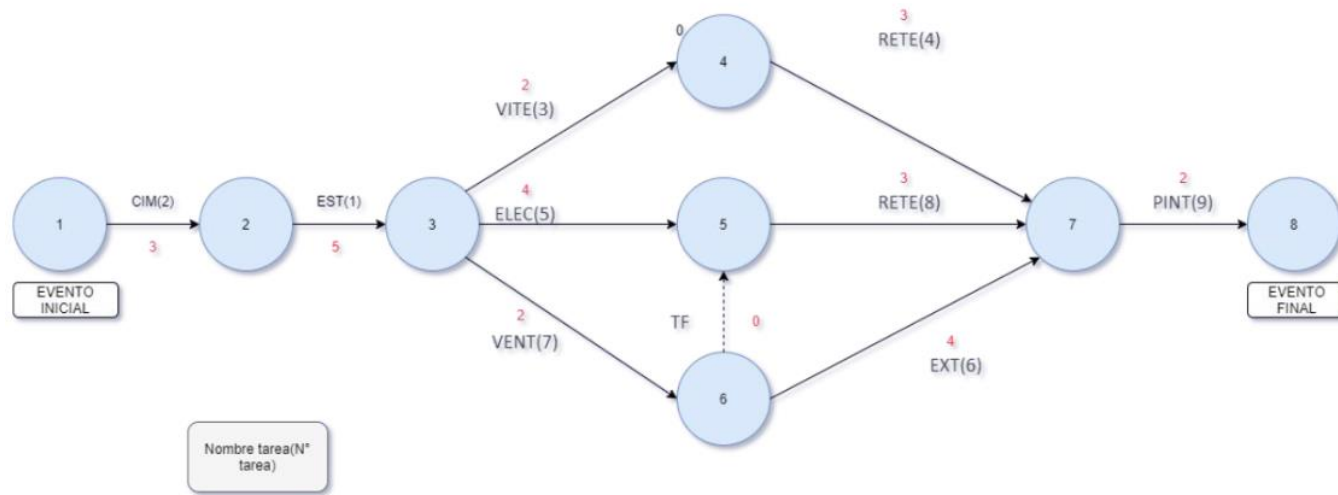 3
RETE(4)
0
4
2
VITE(3)
1
CIM(2)
3
2
EST(1)
5
3
4
ELEC(5)
5
3
RETE(8)
7
2
PINT(9)
8
EVENTO
INICIAL
EVENTO
FINAL
2
VENT(7)
TF
0
4
EXT(6)
6
Nombre tarea(N°
tarea)